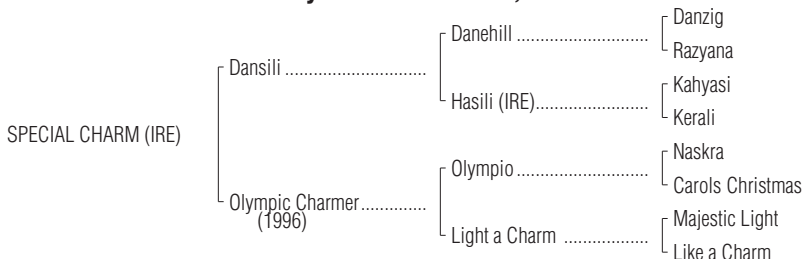 Danzig
Danehill ............................
Razyana
Dansili ..............................
Kahyasi
Hasili (IRE)........................
Kerali
SPECIAL CHARM (IRE)
Naskra
Olympio ............................
Carols Christmas
Olympic Charmer..............
(1996)
Majestic Light
Light a Charm ..................
Like a Charm